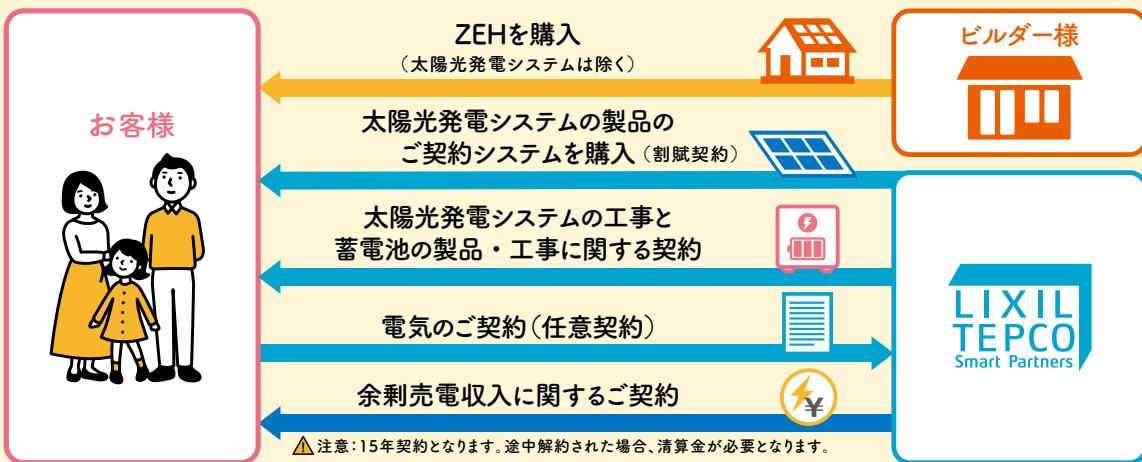 ZEHを購入
（太陽光発電システムは除く）
ビルダー様
お客様
太陽光発電システムの製品の
ご契約システムを購入（割賦契約）
太陽光発電システムの工事と
蓄電池の製品・工事に関する契約
LIXIL
TEPCO
Smart Partners
電気のご契約（任意契約）
余剰売電収入に関するご契約
¥
注意：15年契約となります。途中解約された場合、清算金が必要となります。